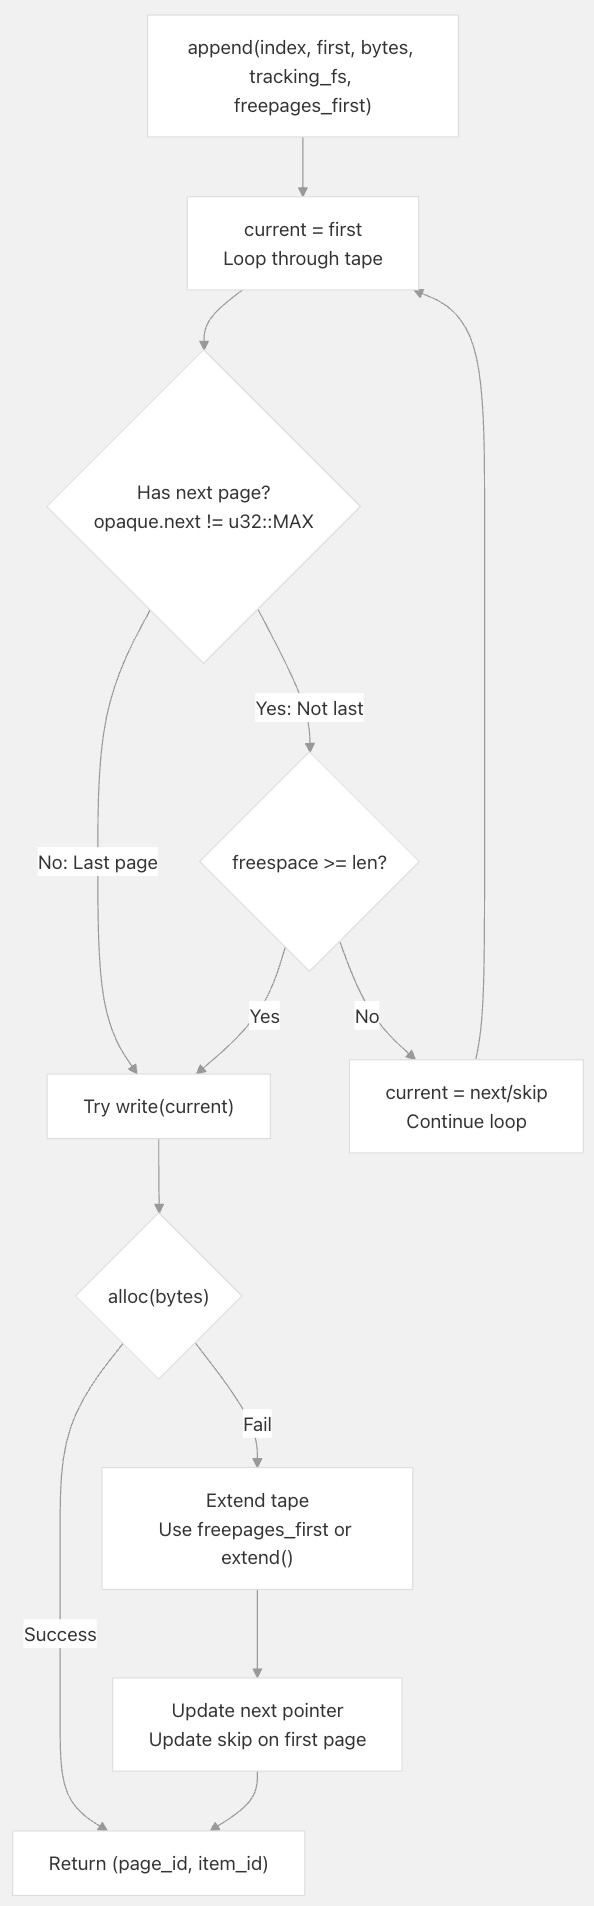 append(index, first, bytes,
tracking_fs,
freepages_first)
current = first
Loop through tape
Has next page?
opaque.next != u32::MAX
Yes: Not last
No: Last page
freespace >= len?
Yes
No
Try write(current)
current = next/skip
Continue loop
alloc(bytes)
Fail
Extend tape
Use freepages_first or
extend()
Success
Update next pointer
Update skip on first page
Return (page_id, item_id)